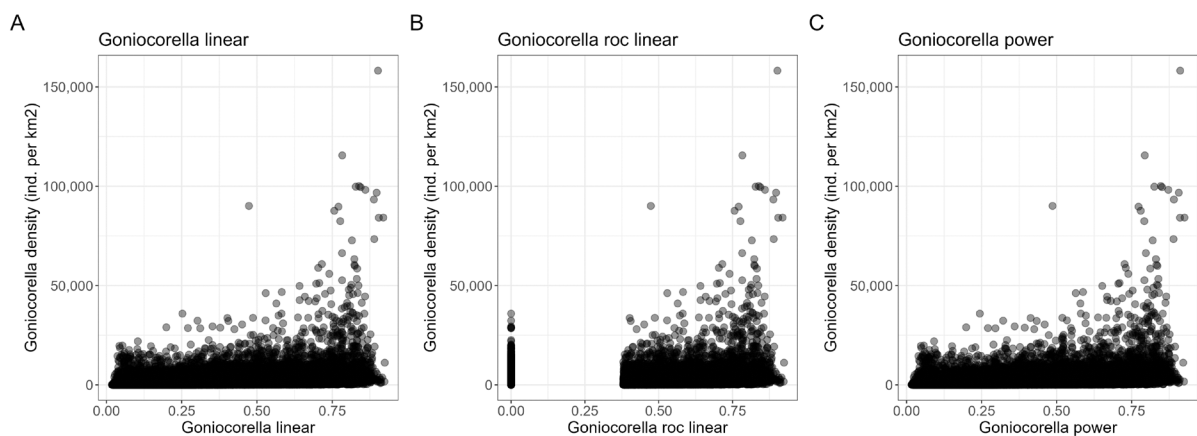 A
Goniocorella linear
Goniocorella density (ind. per km2)
150,000
100,000
50,000
0
0.00 0.25 0.50 0.75
Goniocorella linear
B
Goniocorella roc linear
Goniocorella density (ind. per km2)
150,000
100,000
50,000
0
0.00 0.25 0.50 0.75
Goniocorella roc linear
C
Goniocorella power
Goniocorella density (ind. per km2)
150,000
100,000
50,000
0
0.00 0.25 0.50 0.75
Goniocorella power